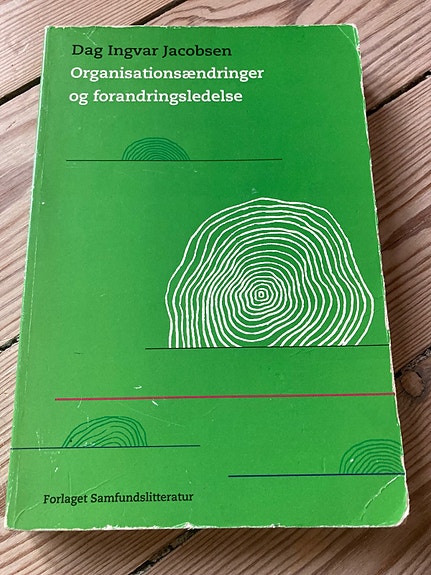 Dag Ingvar Jacobsen
Organisationsændringer
og forandringsledelse
Forlaget Samfundslitteratur